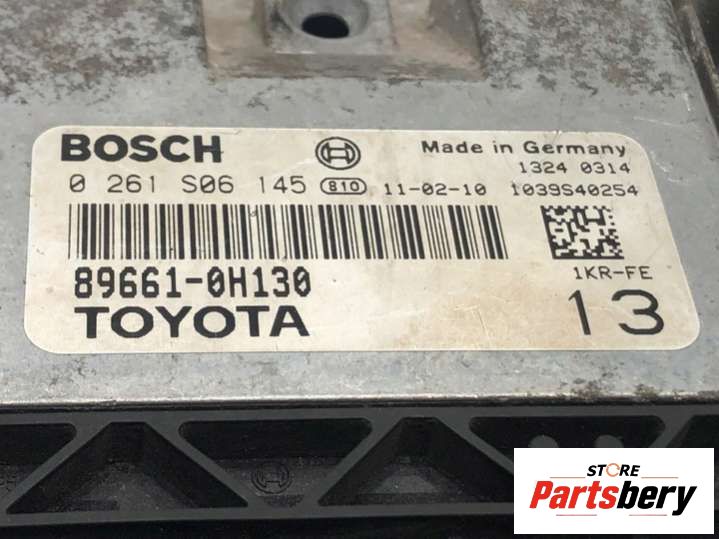 BOSCH
Made in Germany
1324 0314
0 261 S06 145 810 11-02-10 1039S40254
89661-0H130
1KR-FE
TOYOTA
13
STORE
Partsbery